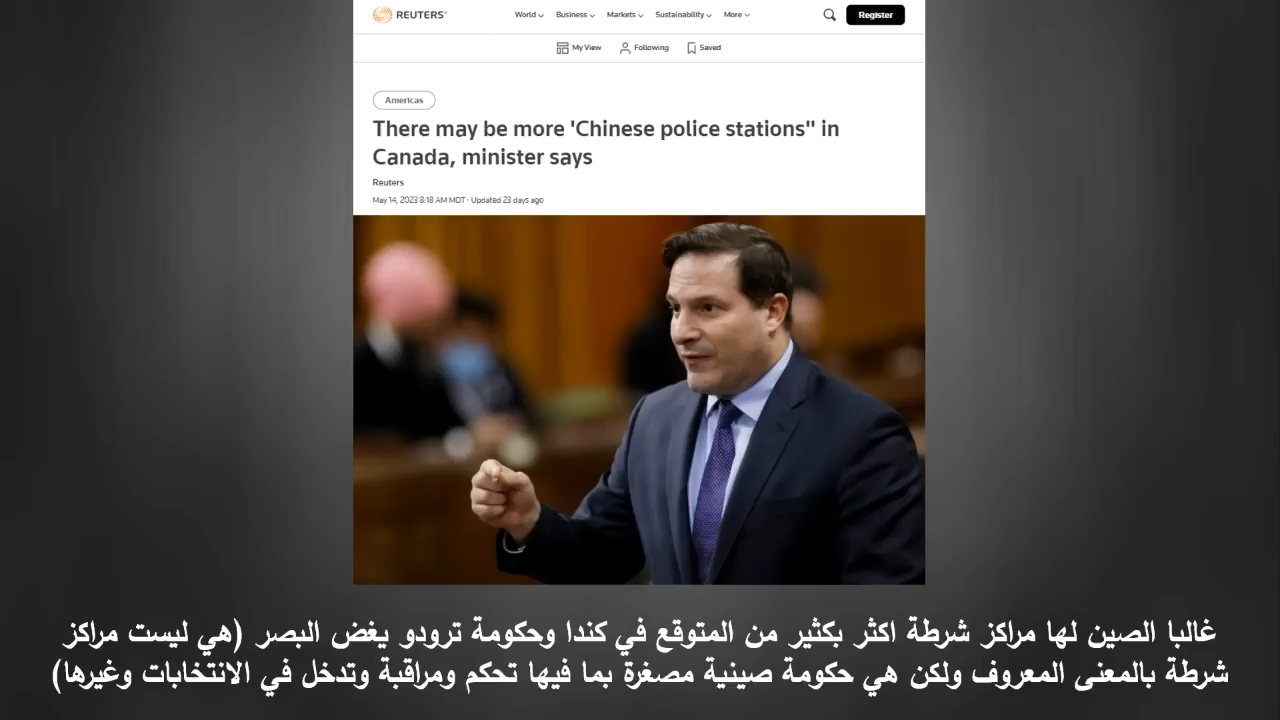 REUTERS®
World Business Markets Sustainability More
Register
My View Following Saved
Americas
There may be more 'Chinese police stations" in
Canada, minister says
Reuters
May 14, 2023 8:18 AM MDT · Updated 23 days ago
غالبا الصين لها مراكز شرطة اكثر بكثير من المتوقع في كندا وحكومة ترودو يغض البصر (هي ليست مراكز
شرطة بالمعنى المعروف ولكن هي حكومة صينية مصغرة بما فيها تحكم ومراقبة وتدخل في الانتخابات وغيرها)